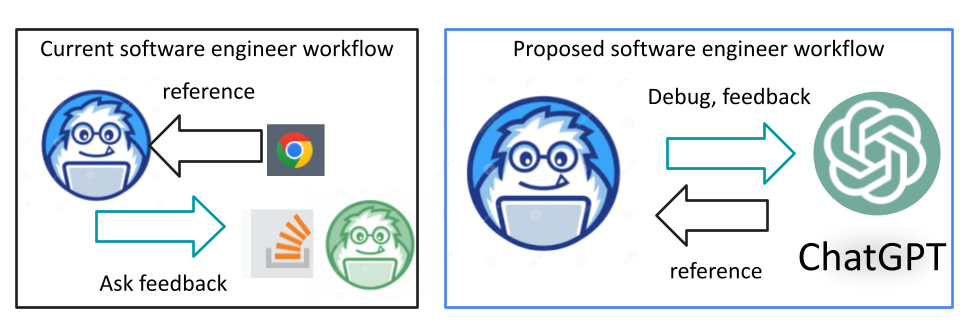 Current software engineer workflow
reference
Ask feedback
Proposed software engineer workflow
Debug, feedback
reference
ChatGPT